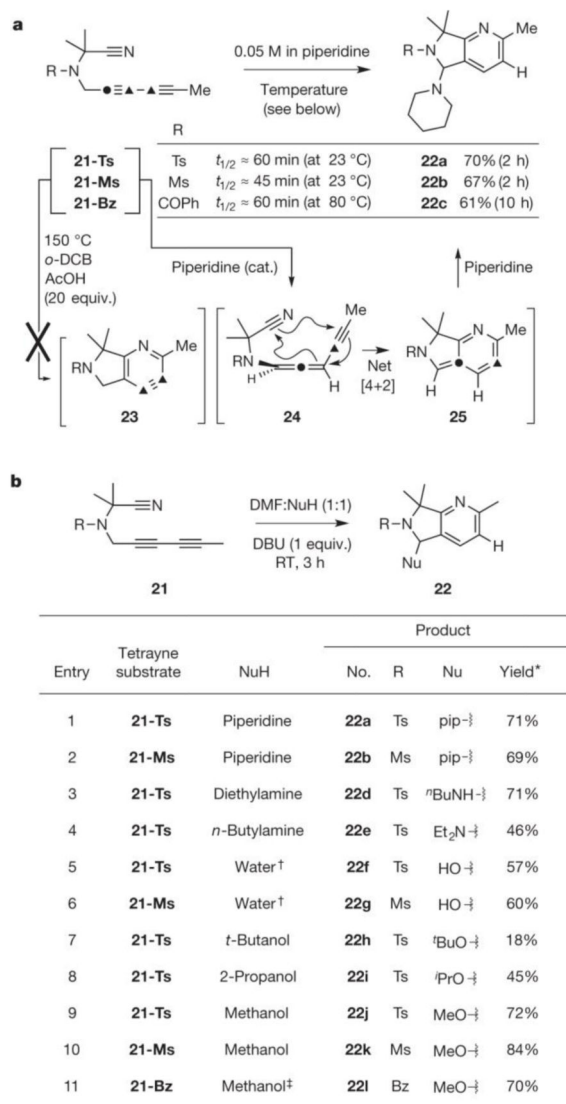 a
N
R
N
Me
0.05 M in piperidine
Temperature
(see below)
R
N
N
Me
H
N
R
21-Ts Ts t1/2 ≈ 60 min (at 23 °C) 22a 70% (2 h)
21-Ms Ms t1/2 ≈ 45 min (at 23 °C) 22b 67% (2 h)
21-Bz COPh t1/2 ≈ 60 min (at 80 °C) 22c 61% (10 h)
150 °C
o-DCB
AcOH
(20 equiv.)
Piperidine (cat.)
Piperidine
RN
N
Me
23
N
Me
RN
H
H
24
Net
[4+2]
N
Me
RN
H
H
25
b
N
R
N
21
DMF:NuH (1:1)
DBU (1 equiv.)
RT, 3 h
R
N
N
H
Nu
22
Product
Entry Tetrayne substrate NuH No. R Nu Yield*
1 21-Ts Piperidine 22a Ts pip 71%
2 21-Ms Piperidine 22b Ms pip 69%
3 21-Ts Diethylamine 22d Ts nBuNH 71%
4 21-Ts n-Butylamine 22e Ts Et2N 46%
5 21-Ts Water† 22f Ts HO 57%
6 21-Ms Water† 22g Ms HO 60%
7 21-Ts t-Butanol 22h Ts tBuO 18%
8 21-Ts 2-Propanol 22i Ts iPrO 45%
9 21-Ts Methanol 22j Ts MeO 72%
10 21-Ms Methanol 22k Ms MeO 84%
11 21-Bz Methanol‡ 22l Bz MeO 70%